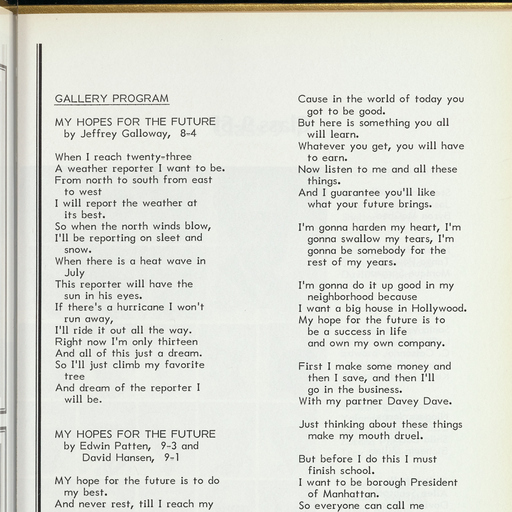 GALLERY PROGRAM
MY HOPES FOR THE FUTURE
by Jeffrey Galloway, 8-4
When I reach twenty-three
A weather reporter I want to be.
From north to south from east
to west
I will report the weather at
its best.
So when the north winds blow,
I'll be reporting on sleet and
snow.
When there is a heat wave in
July
This reporter will have the
sun in his eyes.
If there's a hurricane I won't
run away,
I'll ride it out all the way.
Right now I'm only thirteen
And all of this just a dream.
So I'll just climb my favorite
tree
And dream of the reporter I
will be.
MY HOPES FOR THE FUTURE
by Edwin Patten, 9-3 and
David Hansen, 9-1
MY hope for the future is to do
my best.
And never rest, till I reach my
Cause in the world of today you
got to be good.
But here is something you all
will learn.
Whatever you get, you will have
to earn.
Now listen to me and all these
things.
And I guarantee you'll like
what your future brings.
I'm gonna harden my heart, I'm
gonna swallow my tears, I'm
gonna be somebody for the
rest of my years.
I'm gonna do it up good in my
neighborhood because
I want a big house in Hollywood.
My hope for the future is to
be a success in life
and own my own company.
First I make some money and
then I save, and then I'll
go in the business.
With my partner Davey Dave.
Just thinking about these things
make my mouth druel.
But before I do this I must
finish school.
I want to be borough President
of Manhattan.
So everyone can call me